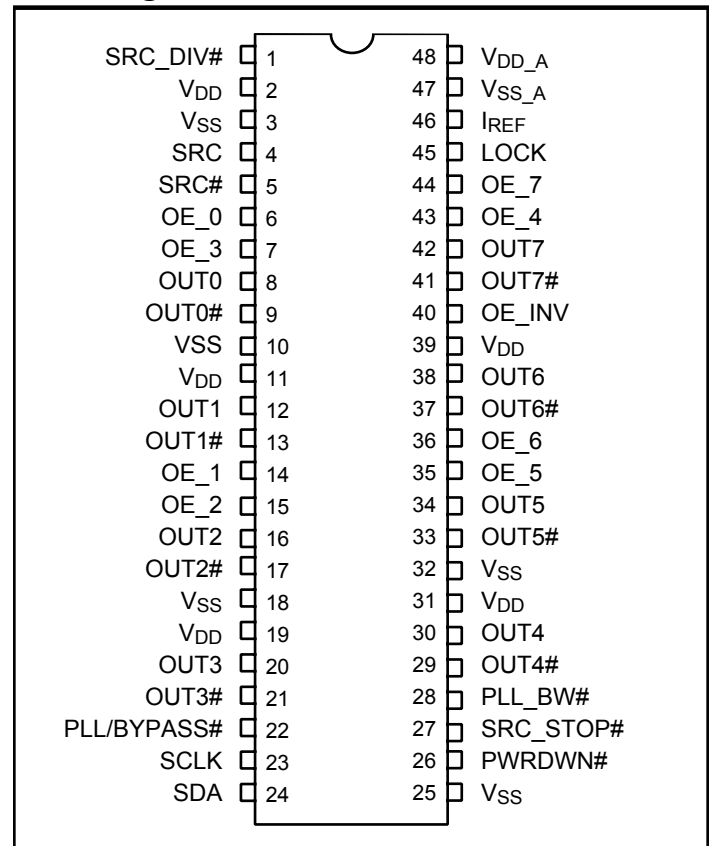 SRC_DIV# 1 48 VDD_A
VDD 2 47 VSS_A
VSS 3 46 IREF
SRC 4 45 LOCK
SRC# 5 44 OE_7
OE_0 6 43 OE_4
OE_3 7 42 OUT7
OUT0 8 41 OUT7#
OUT0# 9 40 OE_INV
VSS 10 39 VDD
VDD 11 38 OUT6
OUT1 12 37 OUT6#
OUT1# 13 36 OE_6
OE_1 14 35 OE_5
OE_2 15 34 OUT5
OUT2 16 33 OUT5#
OUT2# 17 32 VSS
VSS 18 31 VDD
VDD 19 30 OUT4
OUT3 20 29 OUT4#
OUT3# 21 28 PLL_BW#
PLL/BYPASS# 22 27 SRC_STOP#
SCLK 23 26 PWRDWN#
SDA 24 25 VSS